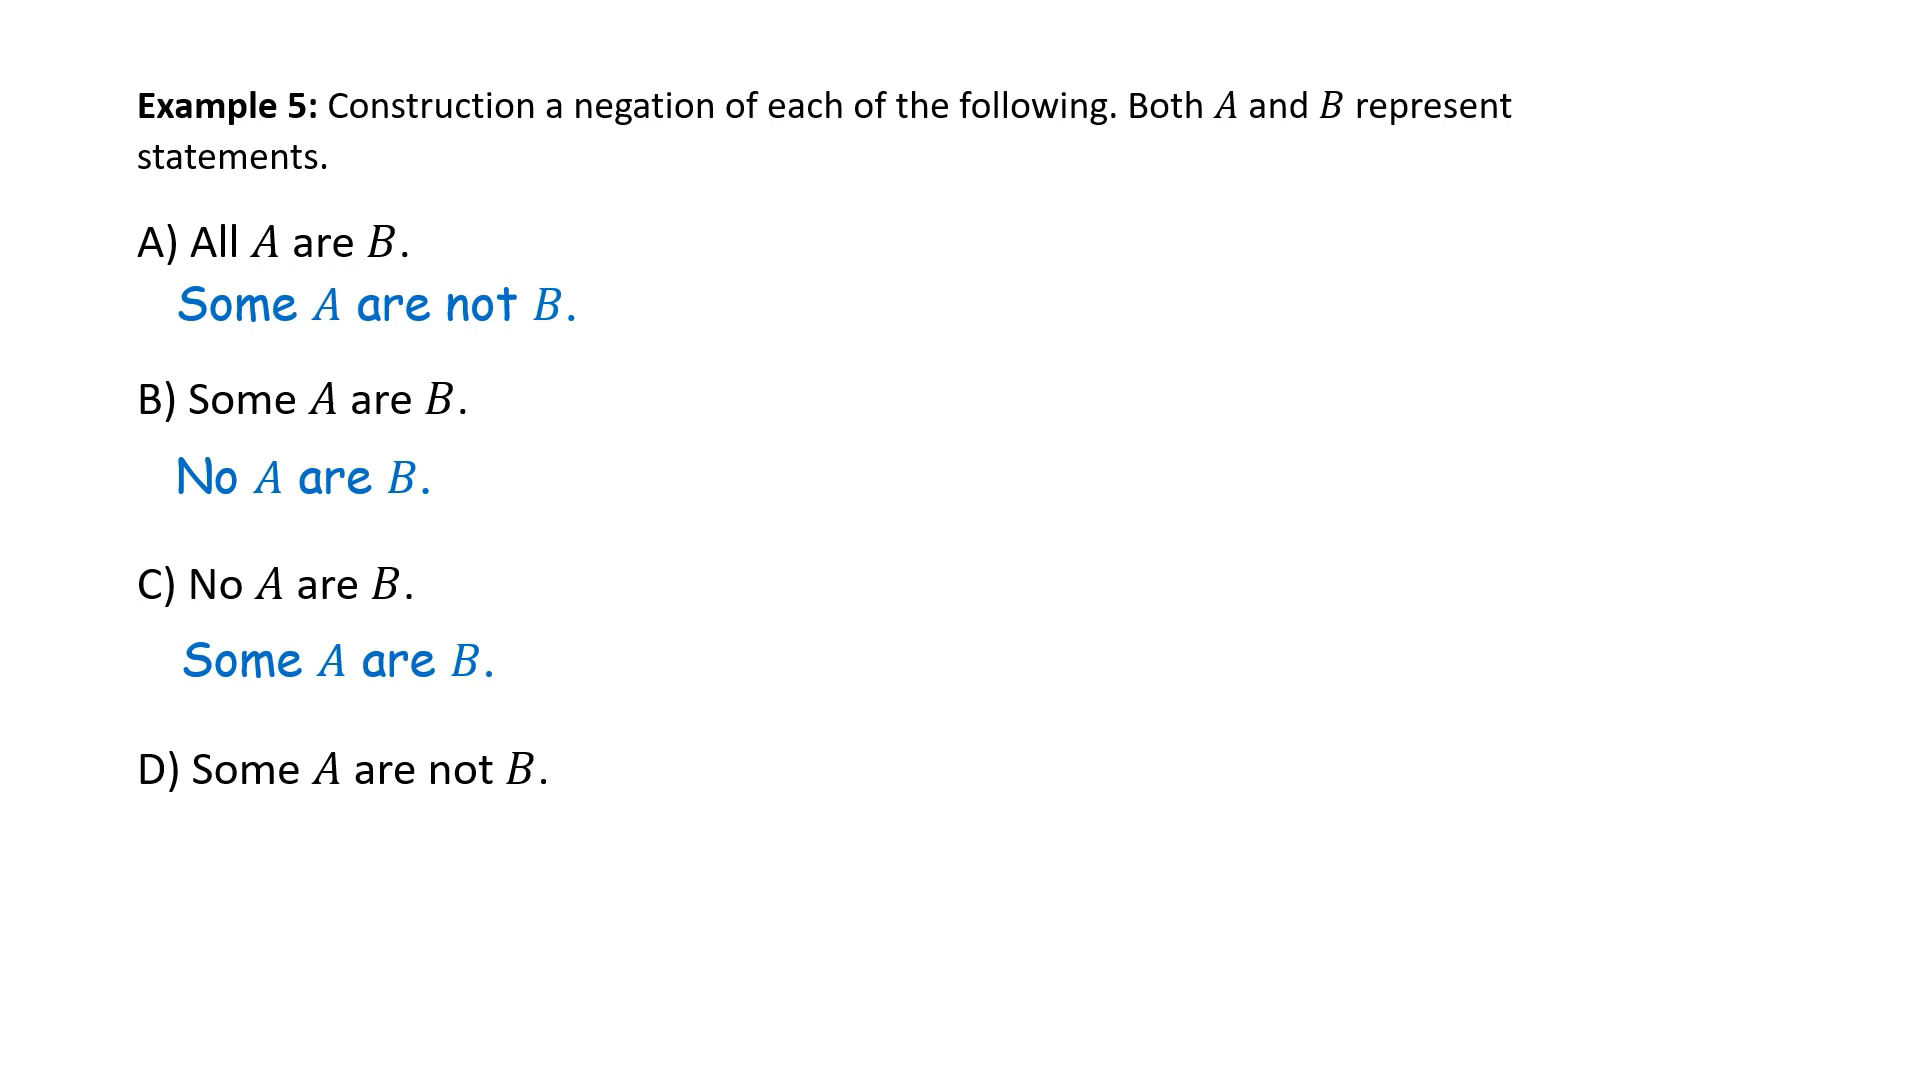 Example 5: Construction a negation of each of the following. Both A and B represent
statements.
A) All A are B.
Some A are not B.
B) Some A are B.
No A are B.
C) No A are B.
Some A are B.
D) Some A are not B.